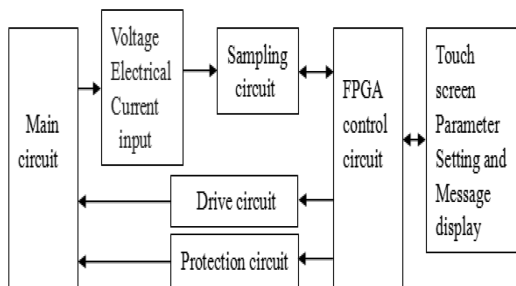 Main
circuit
Voltage
Electrical
Current
input
Sampling
circuit
FPGA
control
circuit
Touch
screen
Parameter
Setting and
Message
display
Drive circuit
Protection circuit